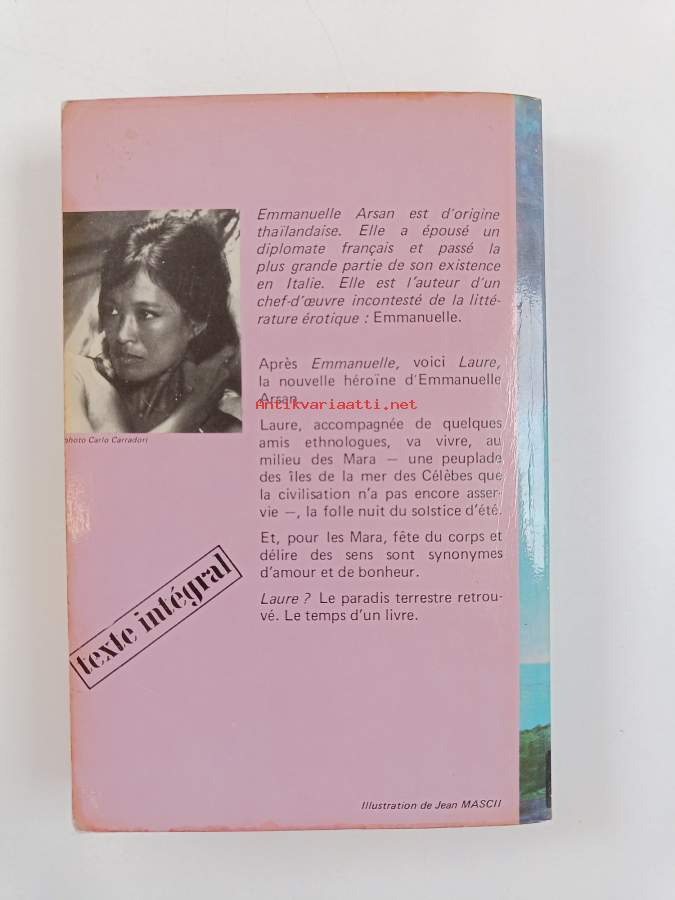 Emmanuelle Arsan est d'origine
thaïlandaise. Elle a épousé un
diplomate français et passé la
plus grande partie de son existence
en Italie. Elle est l'auteur d'un
chef-d'œuvre incontesté de la litté-
rature érotique : Emmanuelle.
photo Carlo Carradori
Après Emmanuelle, voici Laure,
la nouvelle héroïne d'Emmanuelle
Arsan.
Antikvariaatti.net
Laure, accompagnée de quelques
amis ethnologues, va vivre, au
milieu des Mara — une peuplade
des îles de la mer des Célèbes que
la civilisation n'a pas encore asser-
vie —, la folle nuit du solstice d'été.
Et, pour les Mara, fête du corps et
délire des sens sont synonymes
d'amour et de bonheur.
Laure ? Le paradis terrestre retrou-
vé. Le temps d'un livre.
texte intégral
Illustration de Jean MASCII